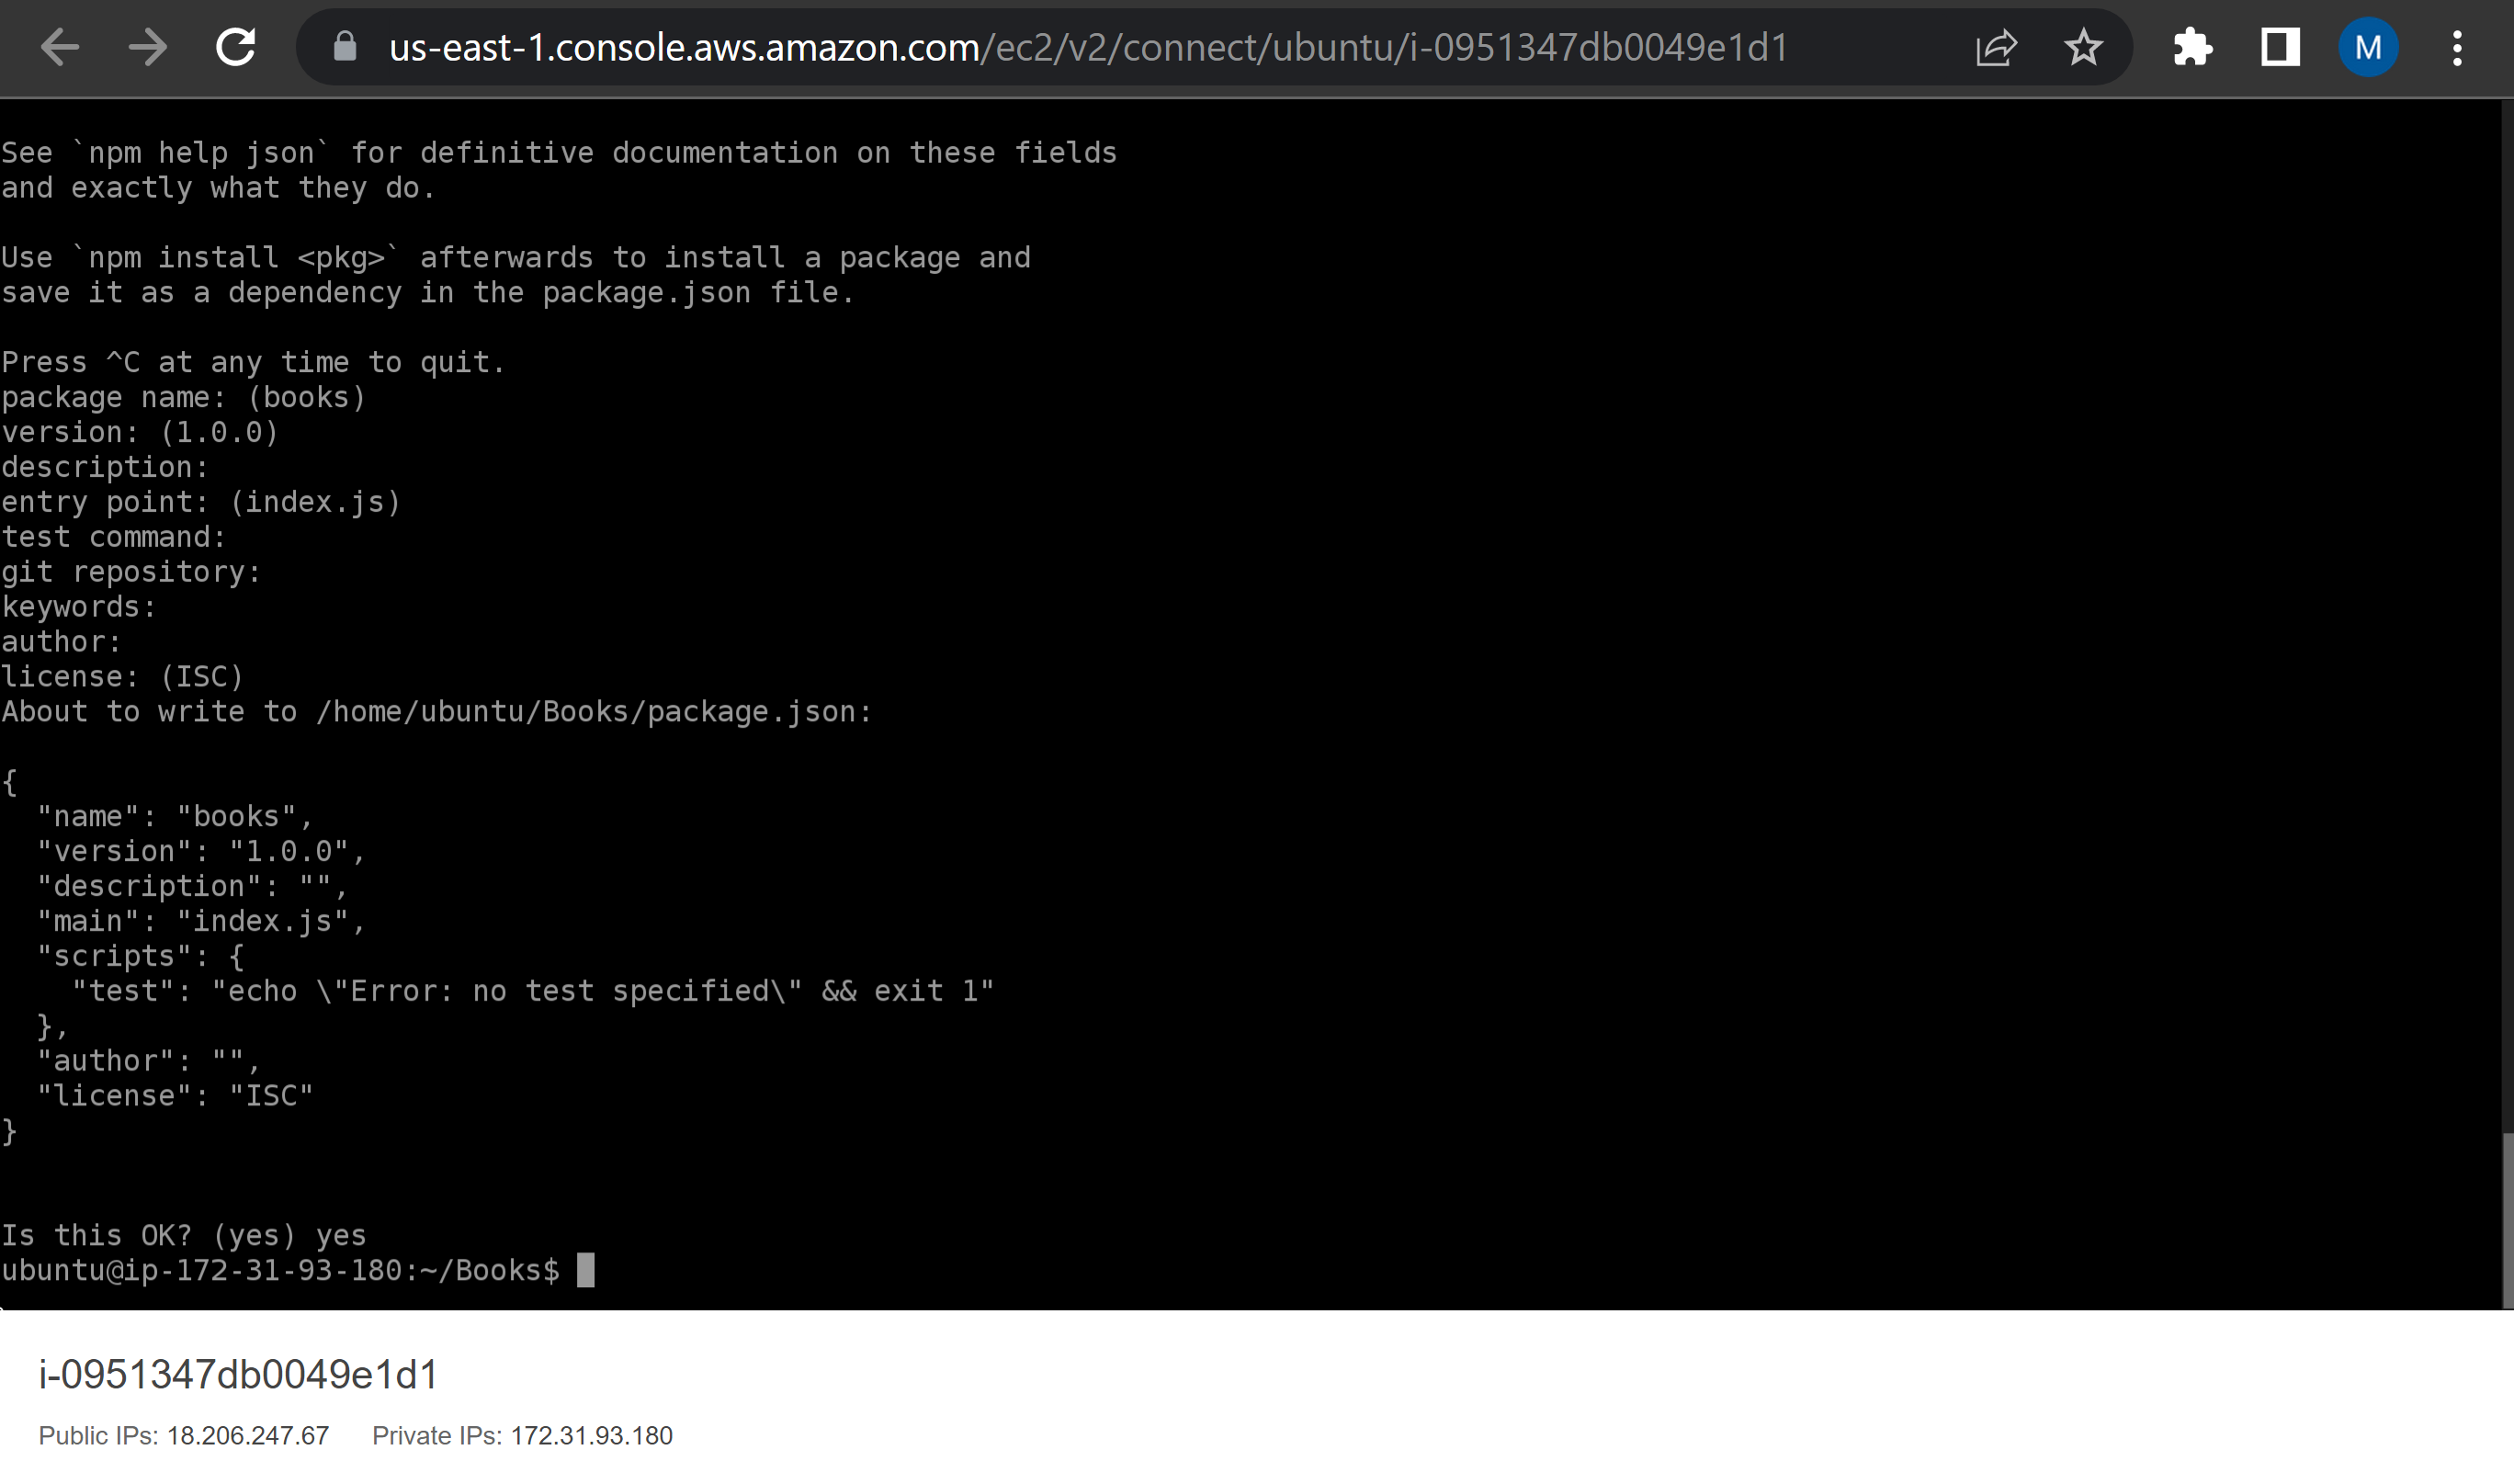 us-east-1.console.aws.amazon.com/ec2/v2/connect/ubuntu/i-0951347db0049e1d1
M
See `npm help json` for definitive documentation on these fields
and exactly what they do.
Use `npm install <pkg>` afterwards to install a package and
save it as a dependency in the package.json file.
Press ^C at any time to quit.
package name: (books)
version: (1.0.0)
description:
entry point: (index.js)
test command:
git repository:
keywords:
author:
license: (ISC)
About to write to /home/ubuntu/Books/package.json:
{
  "name": "books",
  "version": "1.0.0",
  "description": "",
  "main": "index.js",
  "scripts": {
    "test": "echo \"Error: no test specified\" && exit 1"
  },
  "author": "",
  "license": "ISC"
}
Is this OK? (yes) yes
ubuntu@ip-172-31-93-180:~/Books$
i-0951347db0049e1d1
Public IPs: 18.206.247.67 Private IPs: 172.31.93.180